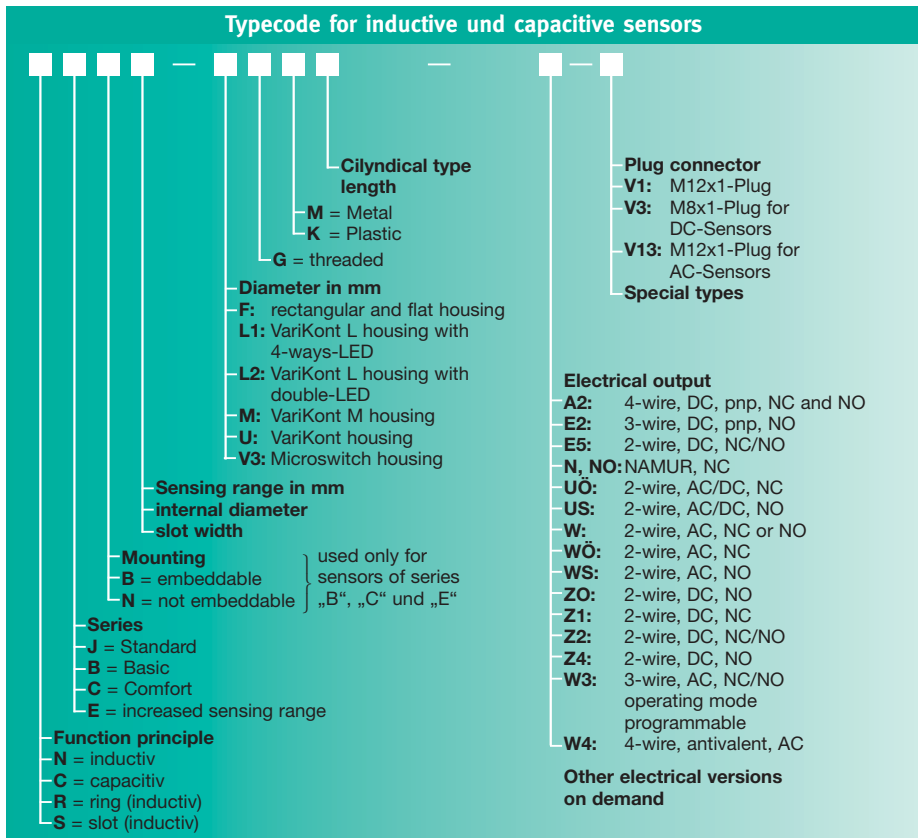 Typecode for inductive und capacitive sensors
Cilyndical type
length
M = Metal
K = Plastic
G = threaded
Diameter in mm
F: rectangular and flat housing
L1: VariKont L housing with
4-ways-LED
L2: VariKont L housing with
double-LED
M: VariKont M housing
U: VariKont housing
V3: Microswitch housing
Sensing range in mm
internal diameter
slot width
Mounting
B = embeddable
N = not embeddable
used only for
sensors of series
„B“, „C“ und „E“
Series
J = Standard
B = Basic
C = Comfort
E = increased sensing range
Function principle
N = inductiv
C = capacitiv
R = ring (inductiv)
S = slot (inductiv)
Plug connector
V1: M12x1-Plug
V3: M8x1-Plug for
DC-Sensors
V13: M12x1-Plug for
AC-Sensors
Special types
Electrical output
A2: 4-wire, DC, pnp, NC and NO
E2: 3-wire, DC, pnp, NO
E5: 2-wire, DC, NC/NO
N, NO: NAMUR, NC
UÖ: 2-wire, AC/DC, NC
US: 2-wire, AC/DC, NO
W: 2-wire, AC, NC or NO
WÖ: 2-wire, AC, NC
WS: 2-wire, AC, NO
ZO: 2-wire, DC, NO
Z1: 2-wire, DC, NC
Z2: 2-wire, DC, NC/NO
Z4: 2-wire, DC, NO
W3: 3-wire, AC, NC/NO
operating mode
programmable
W4: 4-wire, antivalent, AC
Other electrical versions
on demand